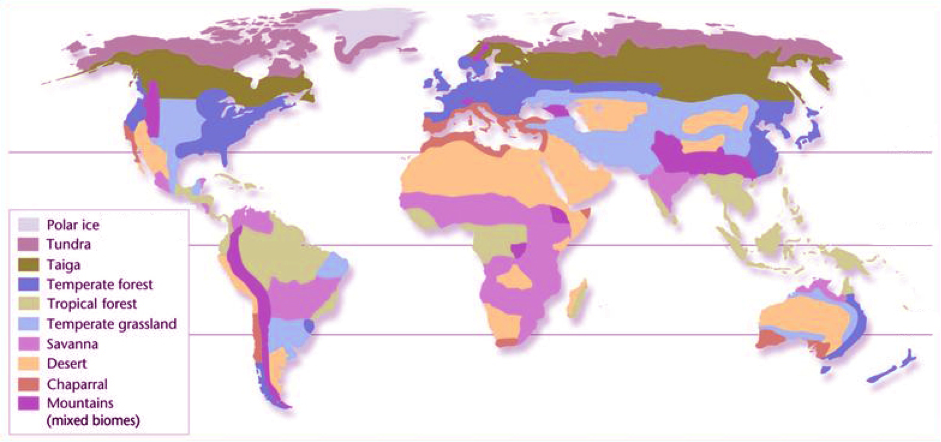 Polar ice
Tundra
Taiga
Temperate forest
Tropical forest
Temperate grassland
Savanna
Desert
Chaparral
Mountains
(mixed biomes)